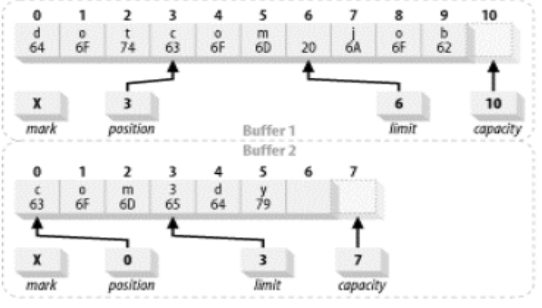 0 1 2 3 4 5 6 7 8 9 10
d o t c o m j o b
64 6F 74 63 6F 6D 20 6A 6F 62
X 3 6 10
mark position limit capacity
Buffer 1
Buffer 2
0 1 2 3 4 5 6 7
c o m 3 d y
63 6F 6D 65 64 79
X 0 3 7
mark position limit capacity